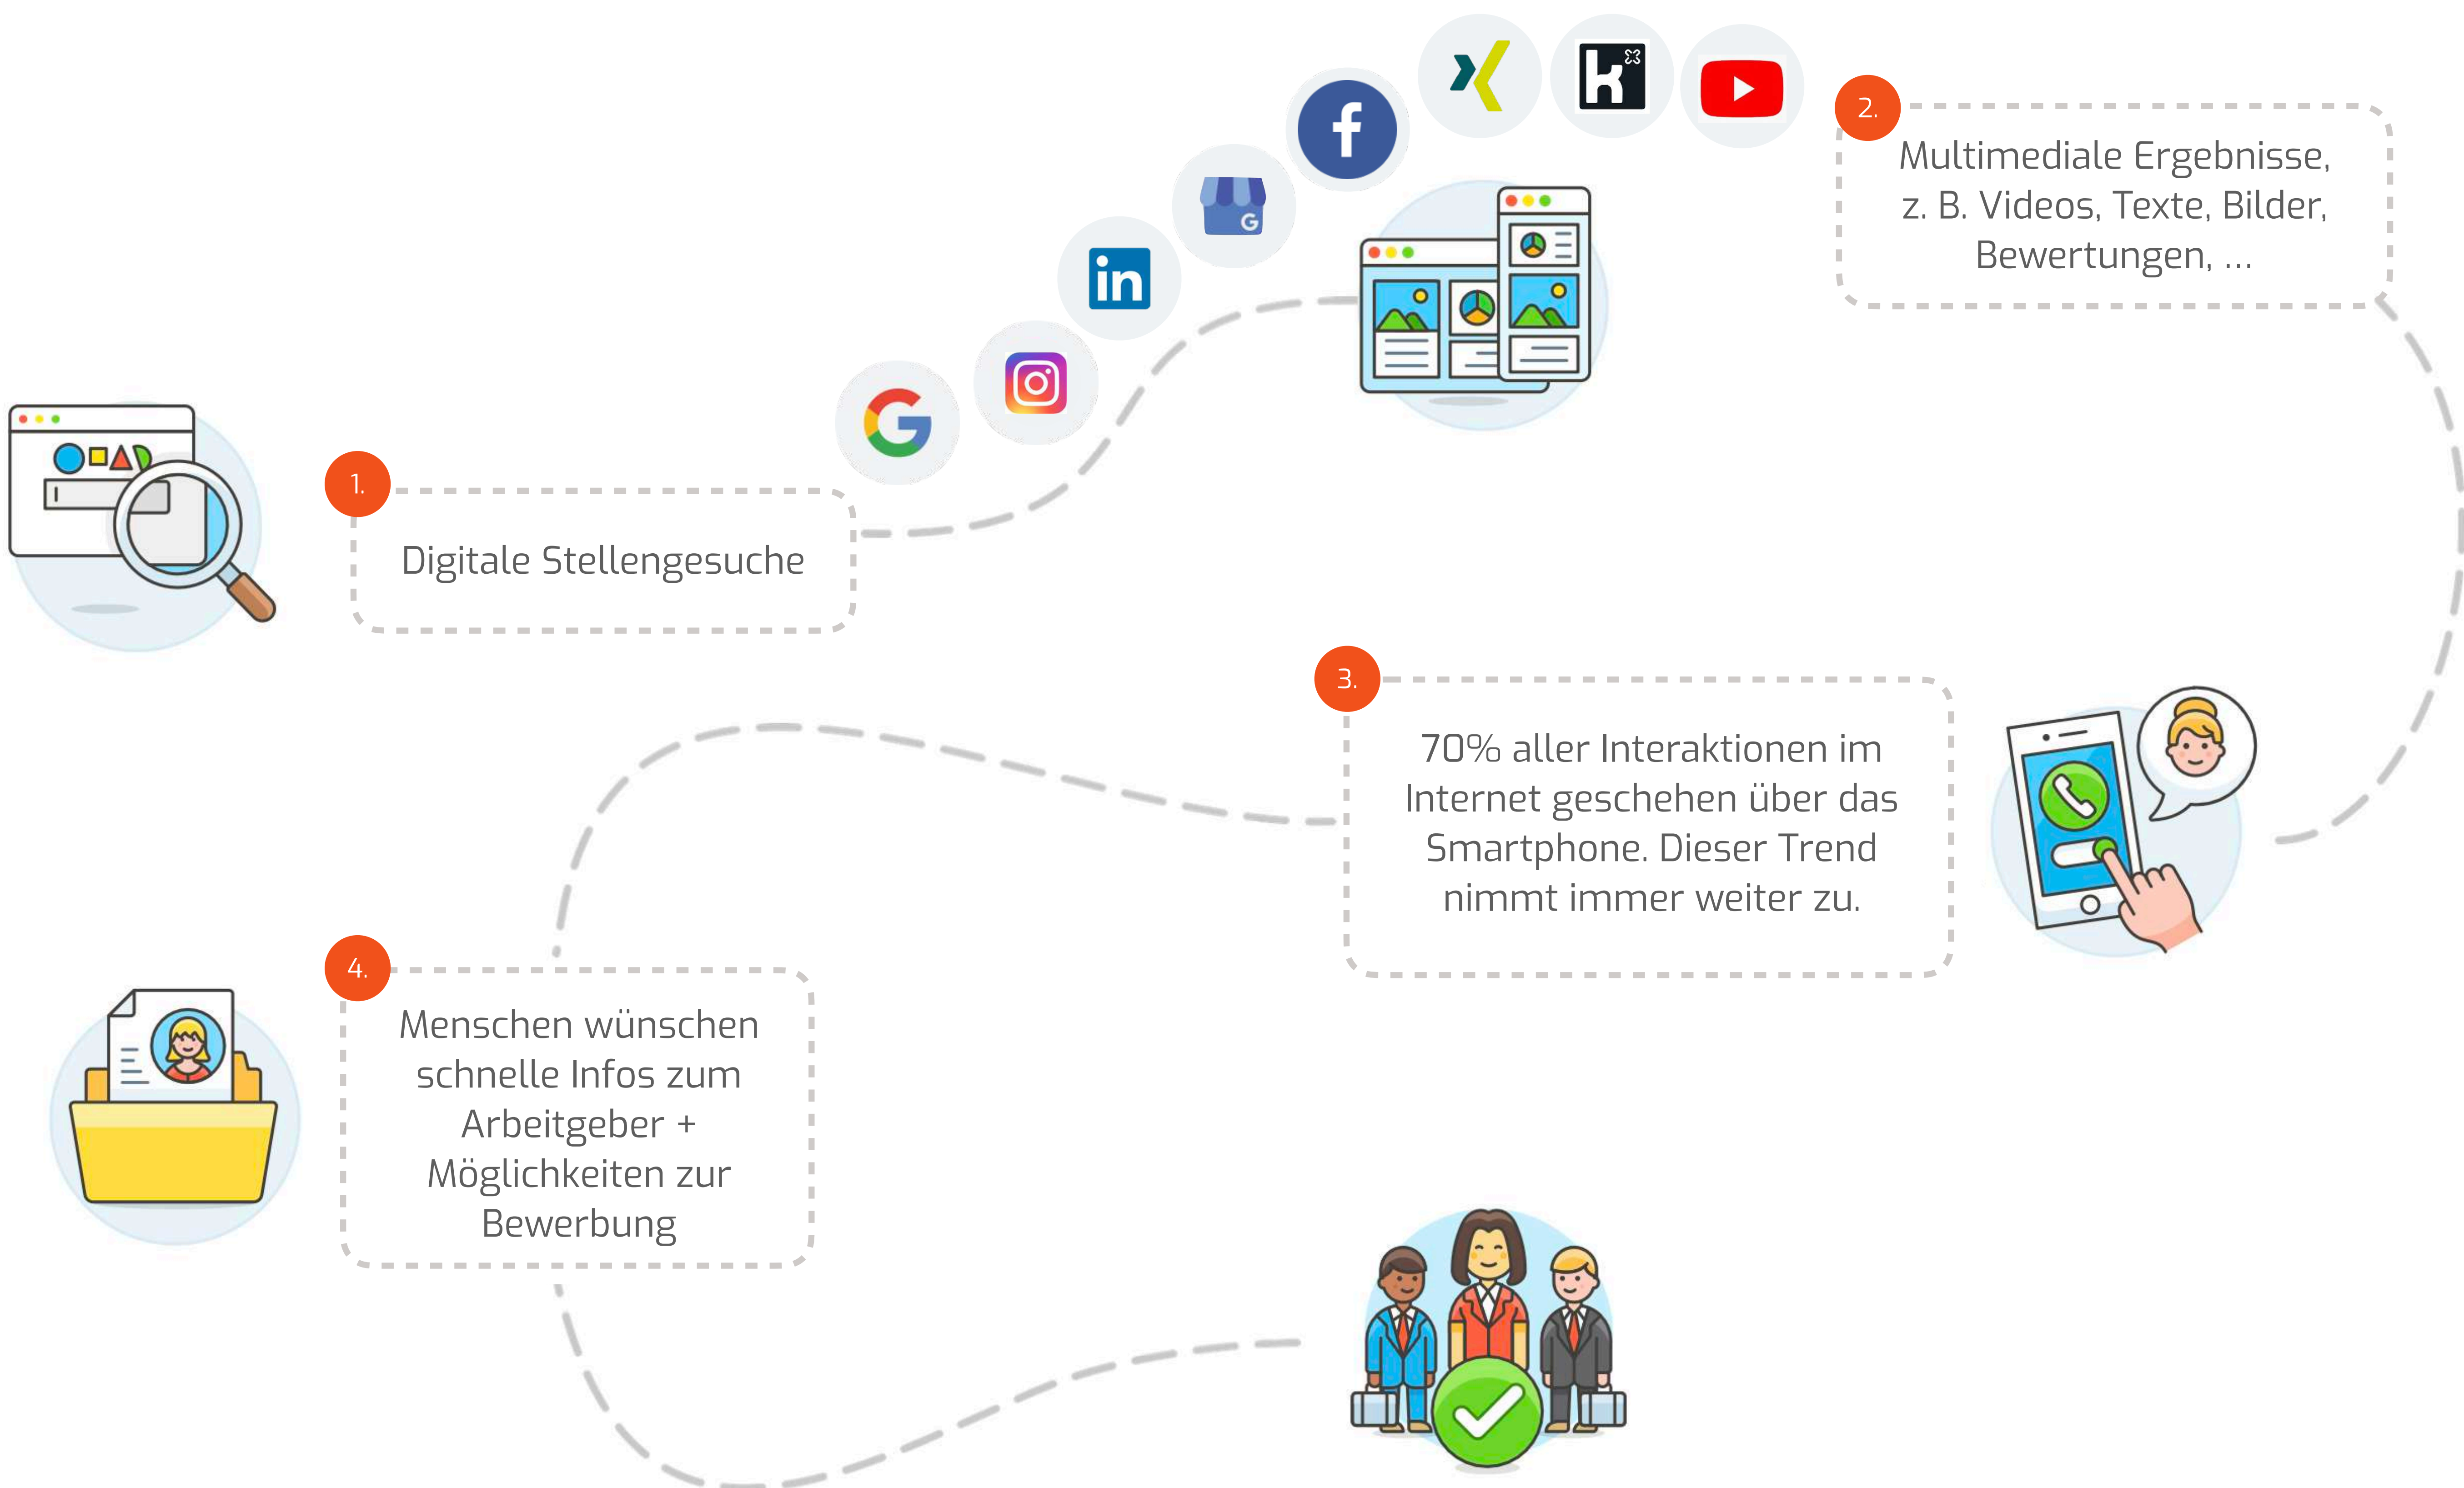 1.
Digitale Stellengesuche
G
in
G
f
k
2.
Multimediale Ergebnisse,
z. B. Videos, Texte, Bilder,
Bewertungen, ...
3.
70% aller Interaktionen im
Internet geschehen über das
Smartphone. Dieser Trend
nimmt immer weiter zu.
4.
Menschen wünschen
schnelle Infos zum
Arbeitgeber +
Möglichkeiten zur
Bewerbung